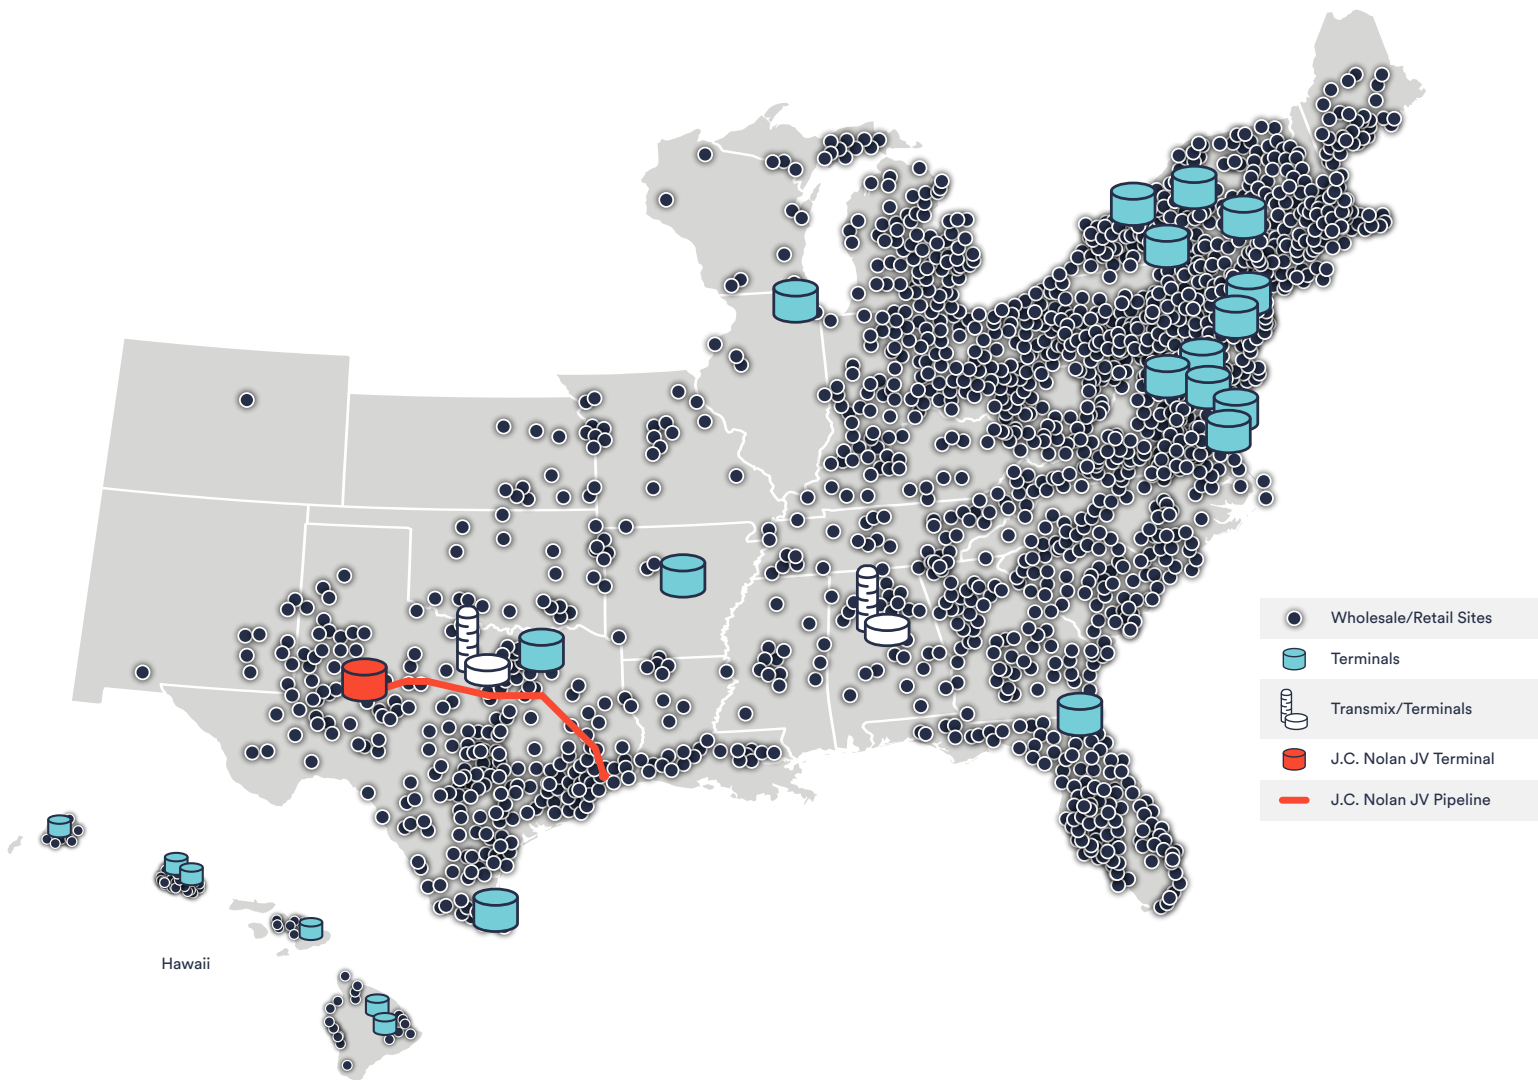 Wholesale/Retail Sites
Terminals
Transmix/Terminals
J.C. Nolan JV Terminal
J.C. Nolan JV Pipeline
Hawaii